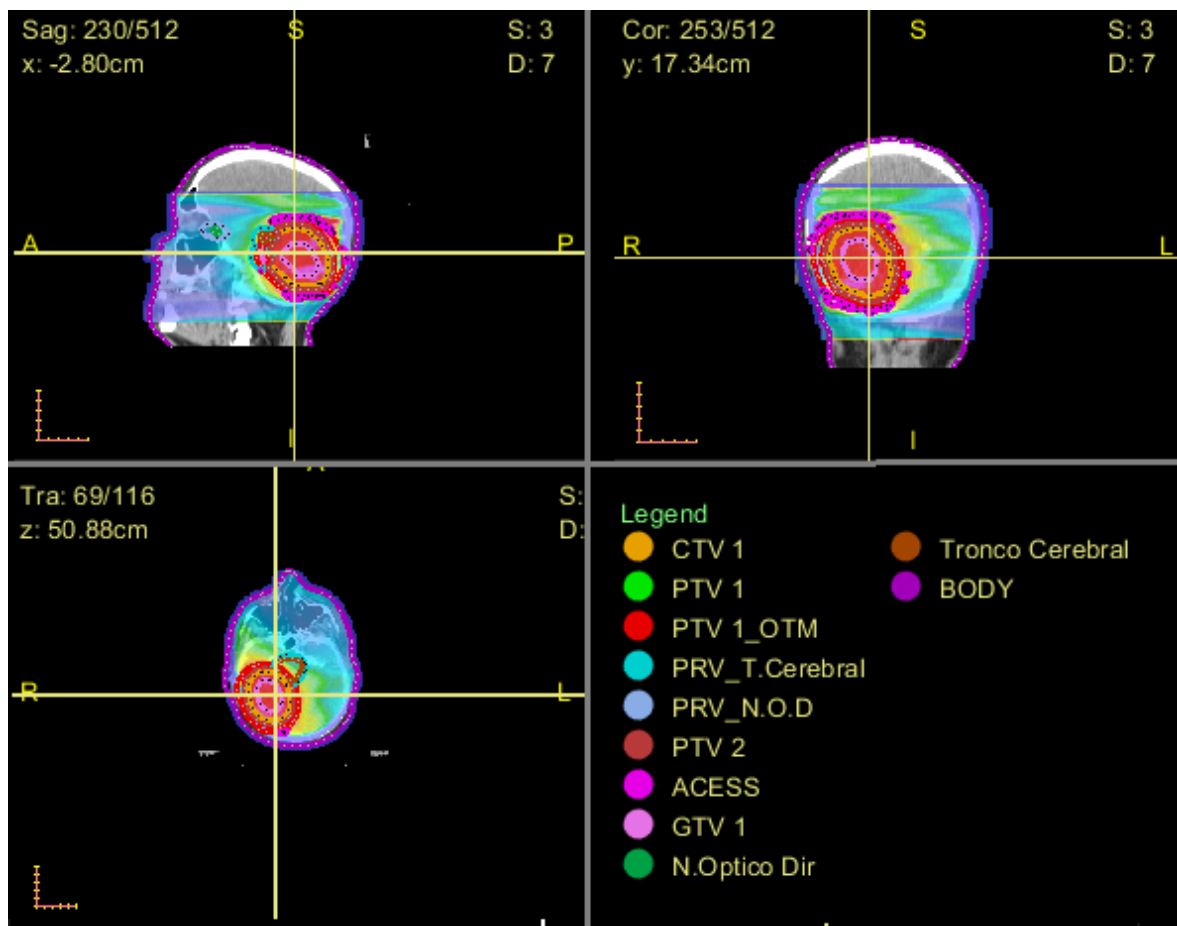 Sag: 230/512 S S: 3
x: -2.80cm D: 7
A P
I
Cor: 253/512 S S: 3
y: 17.34cm D: 7
R L
I
Tra: 69/116 S:
z: 50.88cm D:
R L
Legend
CTV 1
PTV 1
PTV 1_OTM
PRV_T.Cerebral
PRV_N.O.D
PTV 2
ACESS
GTV 1
N.Optico Dir
Tronco Cerebral
BODY